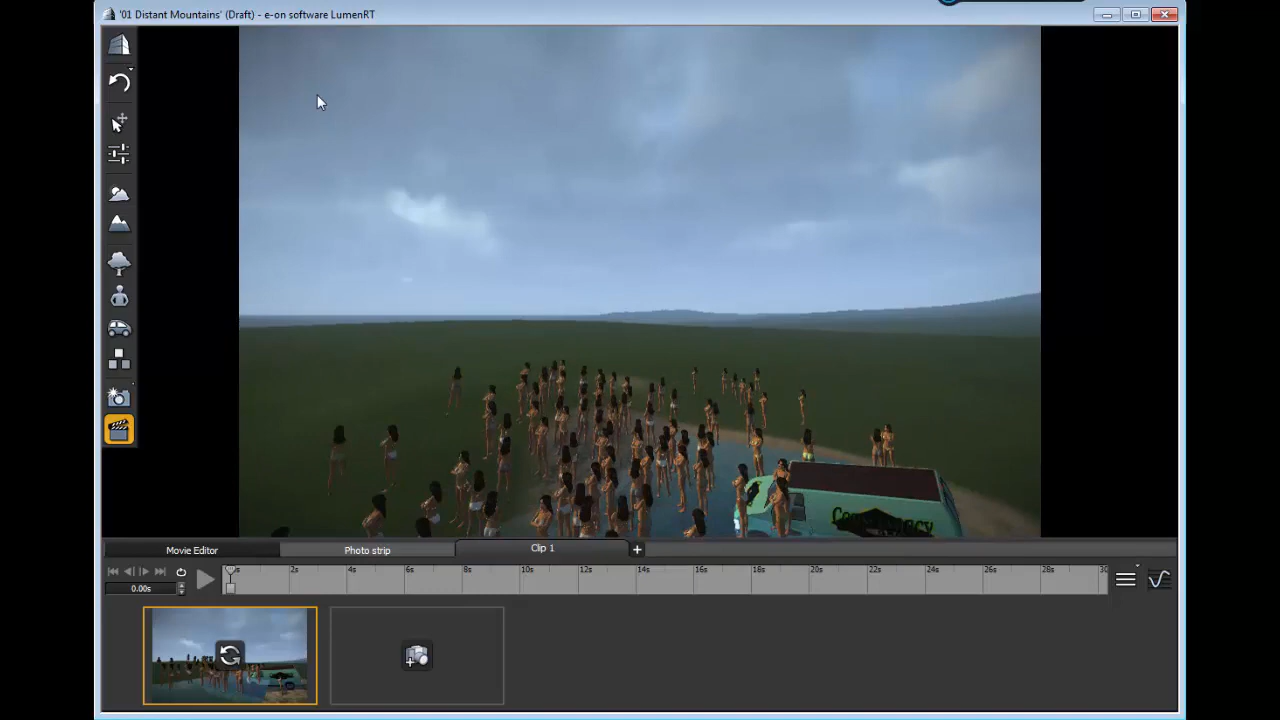 '01 Distant Mountains' (Draft) - e-on software LumenRT
Movie Editor
Photo strip
Clip 1
0.00s
s 2s 4s 6s 8s 10s 12s 14s 16s 18s 20s 22s 24s 26s 28s 30